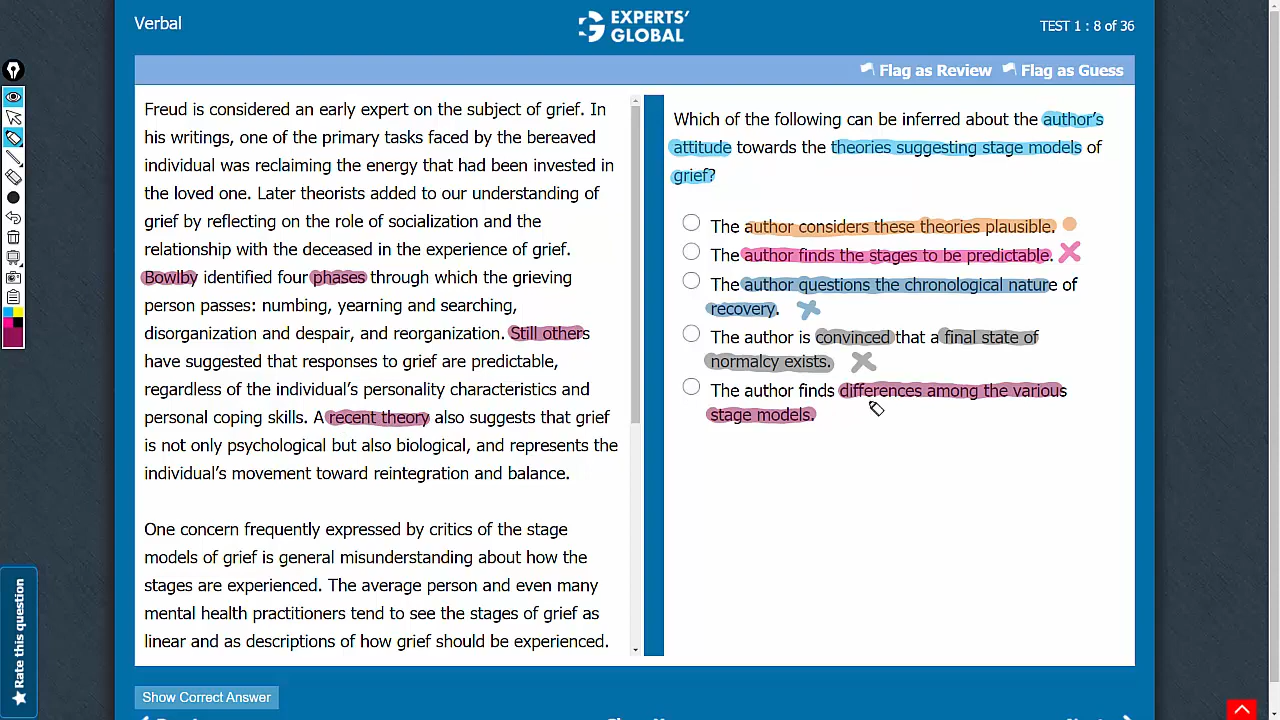 Verbal
EXPERTS'
GLOBAL
TEST 1 : 8 of 36
Flag as Review
Flag as Guess
Freud is considered an early expert on the subject of grief. In
his writings, one of the primary tasks faced by the bereaved
individual was reclaiming the energy that had been invested in
the loved one. Later theorists added to our understanding of
grief by reflecting on the role of socialization and the
relationship with the deceased in the experience of grief.
Bowlby identified four phases through which the grieving
person passes: numbing, yearning and searching,
disorganization and despair, and reorganization. Still others
have suggested that responses to grief are predictable,
regardless of the individual's personality characteristics and
personal coping skills. A recent theory also suggests that grief
is not only psychological but also biological, and represents the
individual's movement toward reintegration and balance.
One concern frequently expressed by critics of the stage
models of grief is general misunderstanding about how the
stages are experienced. The average person and even many
mental health practitioners tend to see the stages of grief as
linear and as descriptions of how grief should be experienced.
Which of the following can be inferred about the author's
attitude towards the theories suggesting stage models of
grief?
The author considers these theories plausible.
The author finds the stages to be predictable.
The author questions the chronological nature of
recovery.
The author is convinced that a final state of
normalcy exists.
The author finds differences among the various
stage models.
Rate this question
Show Correct Answer